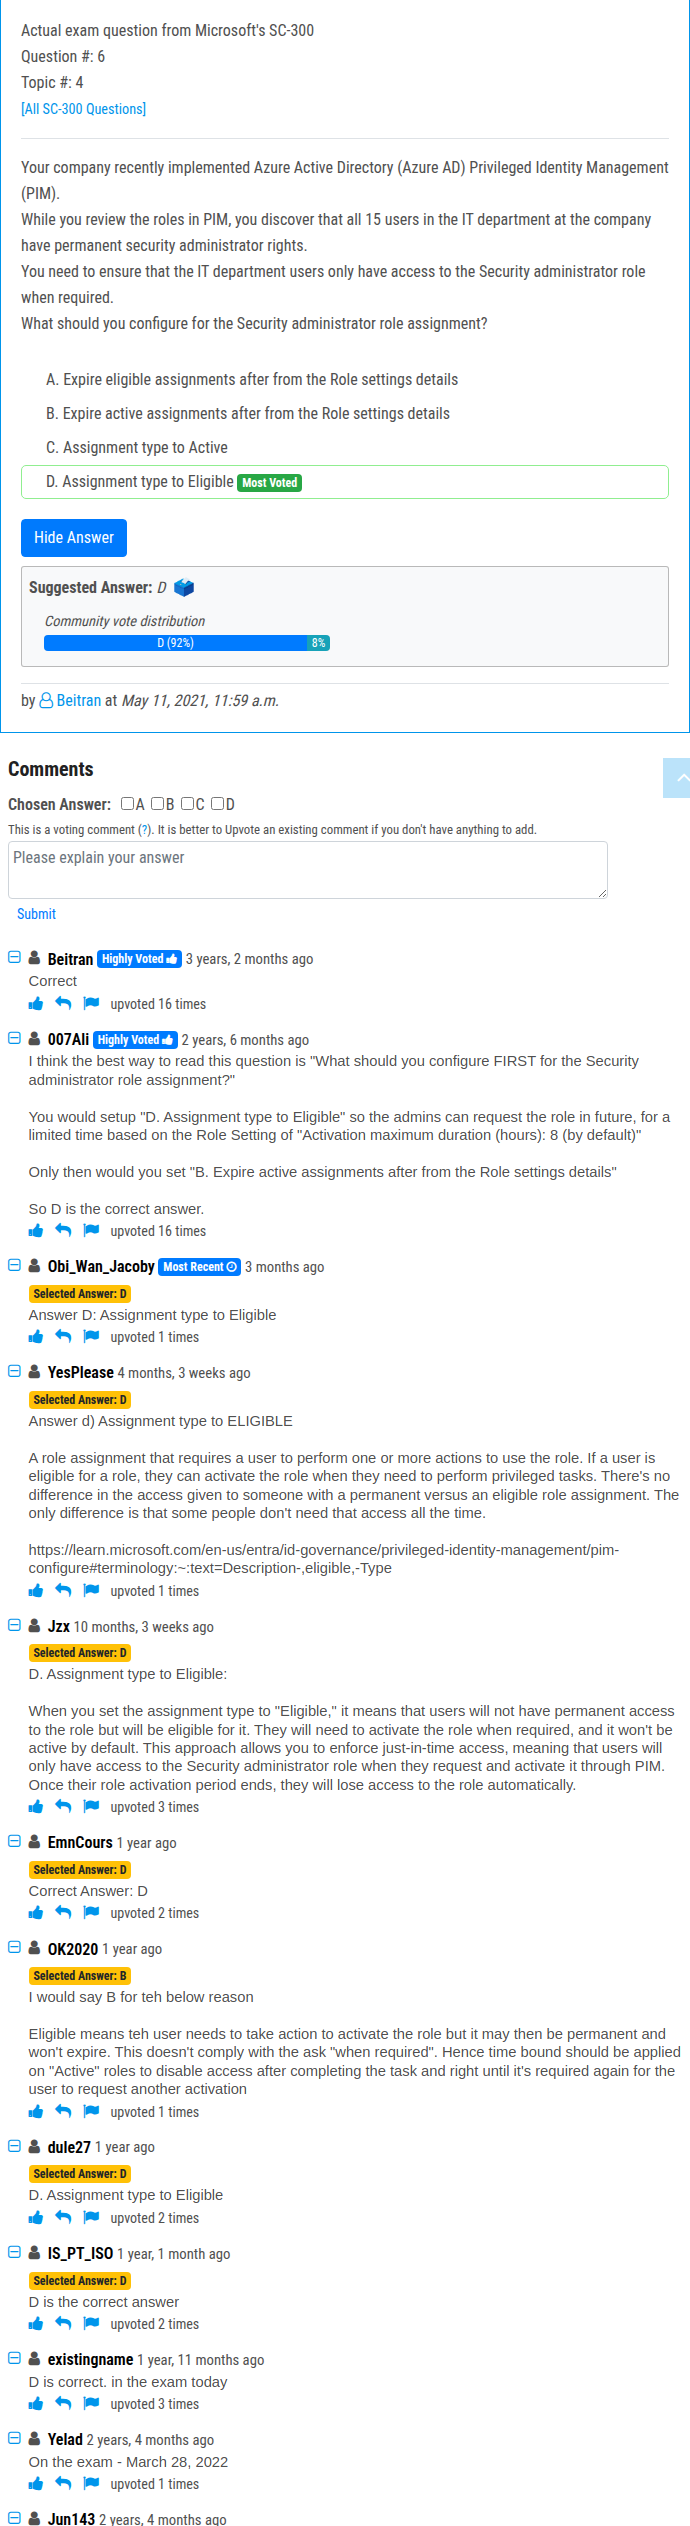 Actual exam question from Microsoft's SC-300
Question #: 6
Topic #: 4
[All SC-300 Questions]
Your company recently implemented Azure Active Directory (Azure AD) Privileged Identity Management
(PIM).
While you review the roles in PIM, you discover that all 15 users in the IT department at the company
have permanent security administrator rights.
You need to ensure that the IT department users only have access to the Security administrator role
when required.
What should you configure for the Security administrator role assignment?
A. Expire eligible assignments after from the Role settings details
B. Expire active assignments after from the Role settings details
C. Assignment type to Active
D. Assignment type to Eligible Most Voted
Hide Answer
Suggested Answer: D
Community vote distribution
D (92%) 8%
by Beitran at May 11, 2021, 11:59 a.m.
Comments
Chosen Answer: A B C D
This is a voting comment (?). It is better to Upvote an existing comment if you don't have anything to add.
Please explain your answer
Submit
Beitran Highly Voted 3 years, 2 months ago
Correct
upvoted 16 times
007Ali Highly Voted 2 years, 6 months ago
I think the best way to read this question is "What should you configure FIRST for the Security
administrator role assignment?"
You would setup "D. Assignment type to Eligible" so the admins can request the role in future, for a
limited time based on the Role Setting of "Activation maximum duration (hours): 8 (by default)"
Only then would you set "B. Expire active assignments after from the Role settings details"
So D is the correct answer.
upvoted 16 times
Obi_Wan_Jacoby Most Recent 3 months ago
Selected Answer: D
Answer D: Assignment type to Eligible
upvoted 1 times
YesPlease 4 months, 3 weeks ago
Selected Answer: D
Answer d) Assignment type to ELIGIBLE
A role assignment that requires a user to perform one or more actions to use the role. If a user is
eligible for a role, they can activate the role when they need to perform privileged tasks. There's no
difference in the access given to someone with a permanent versus an eligible role assignment. The
only difference is that some people don't need that access all the time.
https://learn.microsoft.com/en-us/entra/id-governance/privileged-identity-management/pim-
configure#terminology:~:text=Description-,eligible,-Type
upvoted 1 times
Jzx 10 months, 3 weeks ago
Selected Answer: D
D. Assignment type to Eligible:
When you set the assignment type to "Eligible," it means that users will not have permanent access
to the role but will be eligible for it. They will need to activate the role when required, and it won't be
active by default. This approach allows you to enforce just-in-time access, meaning that users will
only have access to the Security administrator role when they request and activate it through PIM.
Once their role activation period ends, they will lose access to the role automatically.
upvoted 3 times
EmnCours 1 year ago
Selected Answer: D
Correct Answer: D
upvoted 2 times
OK2020 1 year ago
Selected Answer: B
I would say B for teh below reason
Eligible means teh user needs to take action to activate the role but it may then be permanent and
won't expire. This doesn't comply with the ask "when required". Hence time bound should be applied
on "Active" roles to disable access after completing the task and right until it's required again for the
user to request another activation
upvoted 1 times
dule27 1 year ago
Selected Answer: D
D. Assignment type to Eligible
upvoted 2 times
IS_PT_ISO 1 year, 1 month ago
Selected Answer: D
D is the correct answer
upvoted 2 times
existingname 1 year, 11 months ago
D is correct. in the exam today
upvoted 3 times
Yelad 2 years, 4 months ago
On the exam - March 28, 2022
upvoted 1 times
Jun143 2 years, 4 months ago